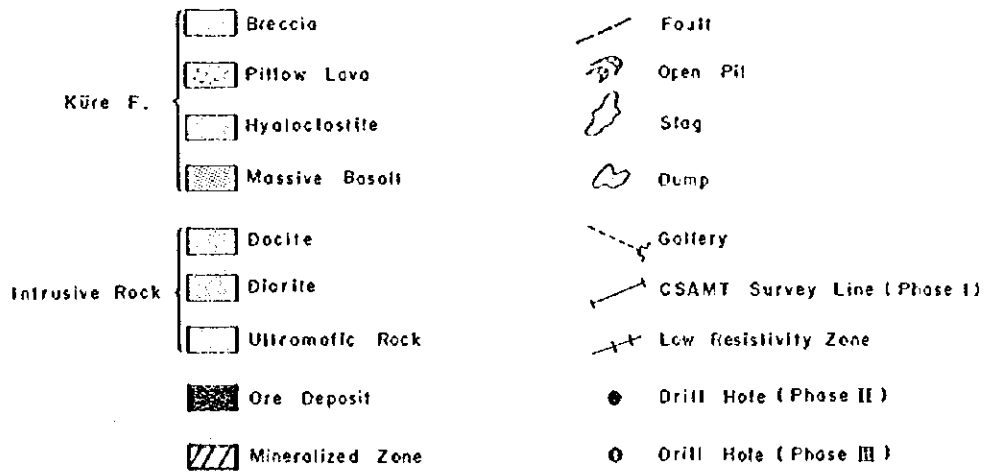 Küre F.
Breccia
Pillow Lava
Hyaloclastite
Massive Basalt
Intrusive Rock
Dacite
Diorite
Ultramafic Rock
Ore Deposit
Mineralized Zone
Fault
Open Pit
Slag
Dump
Gallery
CSAMT Survey Line (Phase I)
Low Resistivity Zone
Drill Hole (Phase II)
Drill Hole (Phase III)